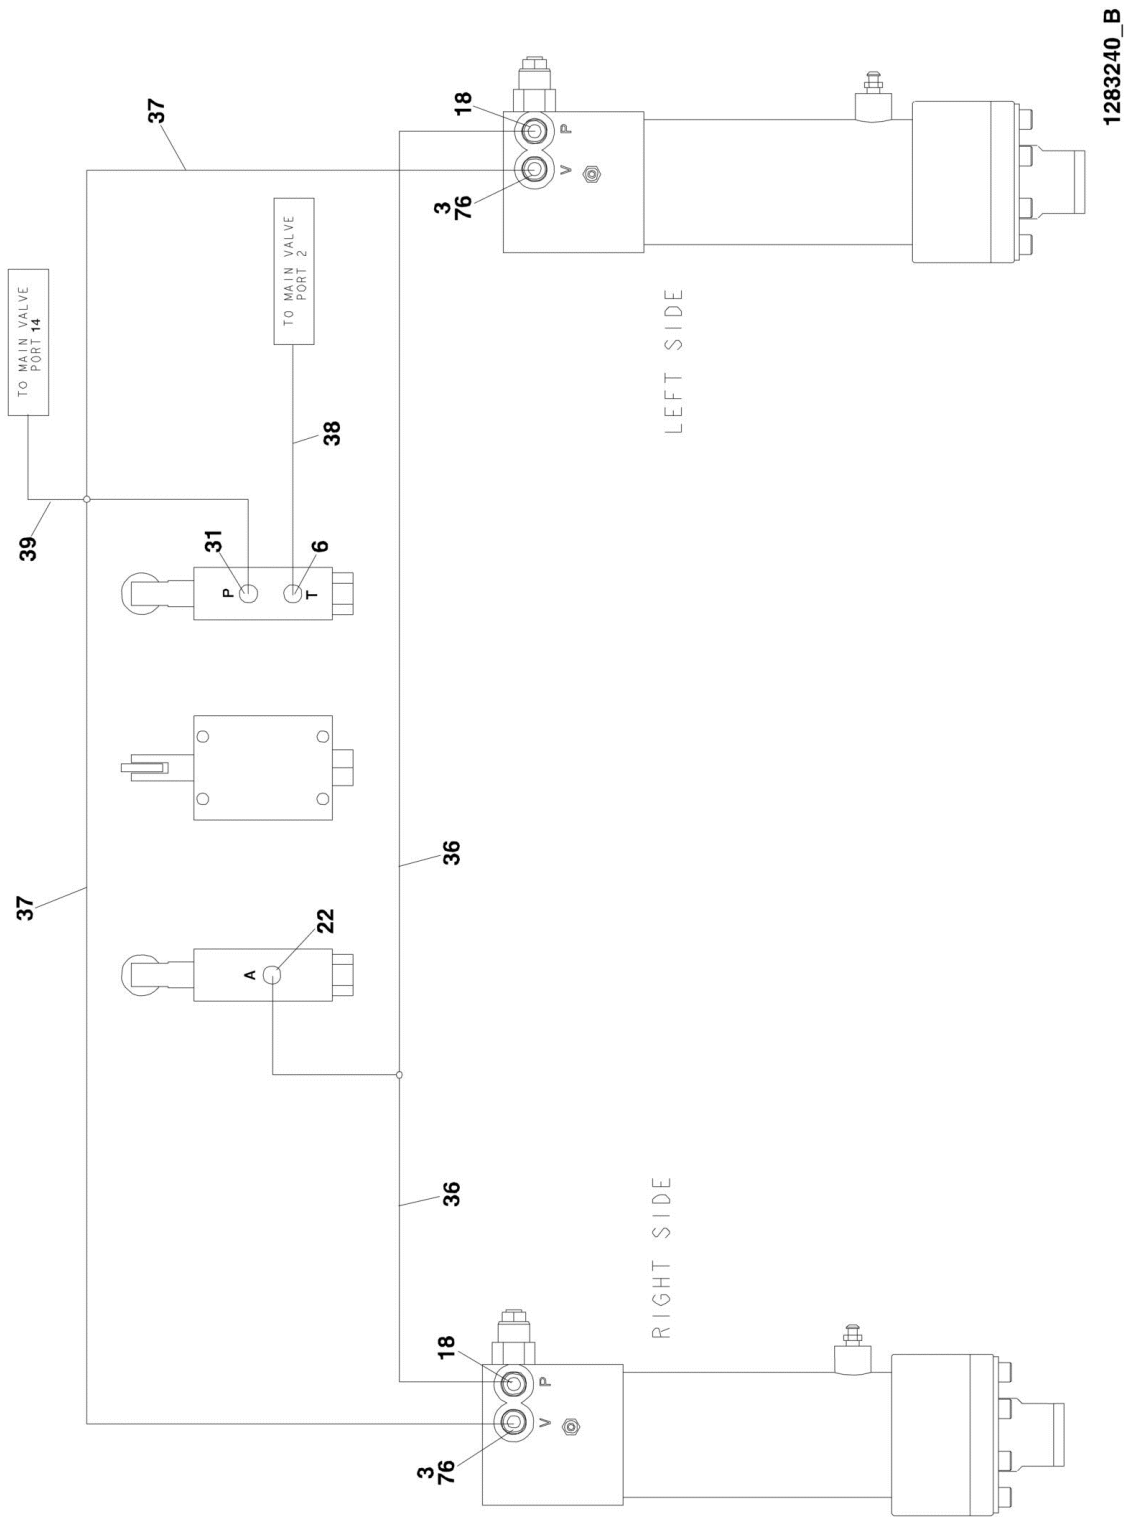 1283240_B
37
18
3
76
TO MAIN VALVE
PORT 2
TO MAIN VALVE
PORT 14
P
V
LEFT SIDE
38
39
31
6
P
T
36
37
22
A
36
RIGHT SIDE
18
3
76
P
V